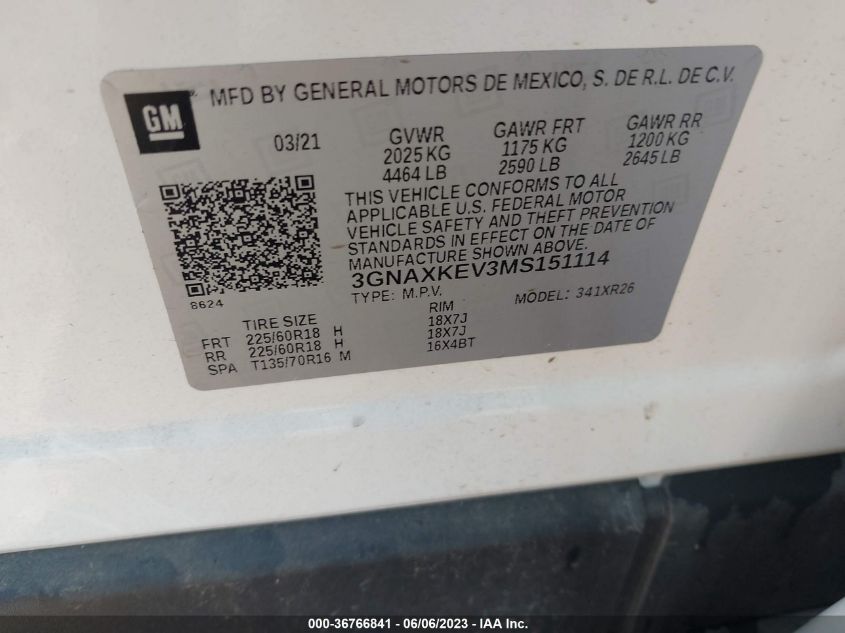 GM MFD BY GENERAL MOTORS DE MEXICO, S. DE R.L. DE C.V.
03/21
GVWR GAWR FRT GAWR RR
2025 KG 1175 KG 1200 KG
4464 LB 2590 LB 2645 LB
THIS VEHICLE CONFORMS TO ALL
APPLICABLE U.S. FEDERAL MOTOR
VEHICLE SAFETY AND THEFT PREVENTION
STANDARDS IN EFFECT ON THE DATE OF
MANUFACTURE SHOWN ABOVE.
3GNAXKEV3MS151114
TYPE: M.P.V. MODEL: 341XR26
8624
TIRE SIZE RIM
FRT 225/60R18 H 18X7J
RR 225/60R18 H 18X7J
SPA T135/70R16 M 16X4BT
000-36766841 - 06/06/2023 - IAA Inc.